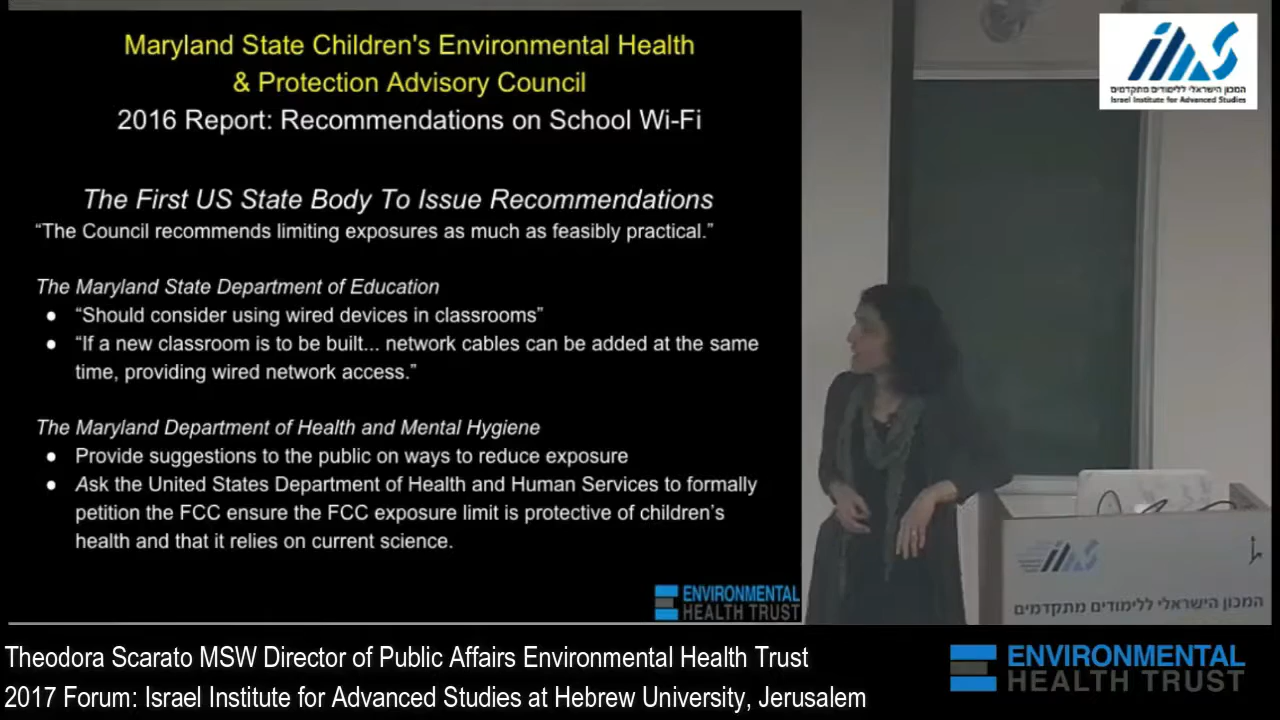 Maryland State Children's Environmental Health
& Protection Advisory Council
2016 Report: Recommendations on School Wi-Fi
The First US State Body To Issue Recommendations
“The Council recommends limiting exposures as much as feasibly practical.”
The Maryland State Department of Education
● “Should consider using wired devices in classrooms”
● “If a new classroom is to be built... network cables can be added at the same
time, providing wired network access.”
The Maryland Department of Health and Mental Hygiene
● Provide suggestions to the public on ways to reduce exposure
● Ask the United States Department of Health and Human Services to formally
petition the FCC ensure the FCC exposure limit is protective of children’s
health and that it relies on current science.
ENVIRONMENTAL
HEALTH TRUST
IIAS
המכון הישראלי ללימודים מתקדמים
Israel Institute for Advanced Studies
IIAS
המכון הישראלי ללימודים מתקדמים
Theodora Scarato MSW Director of Public Affairs Environmental Health Trust
2017 Forum: Israel Institute for Advanced Studies at Hebrew University, Jerusalem
ENVIRONMENTAL
HEALTH TRUST